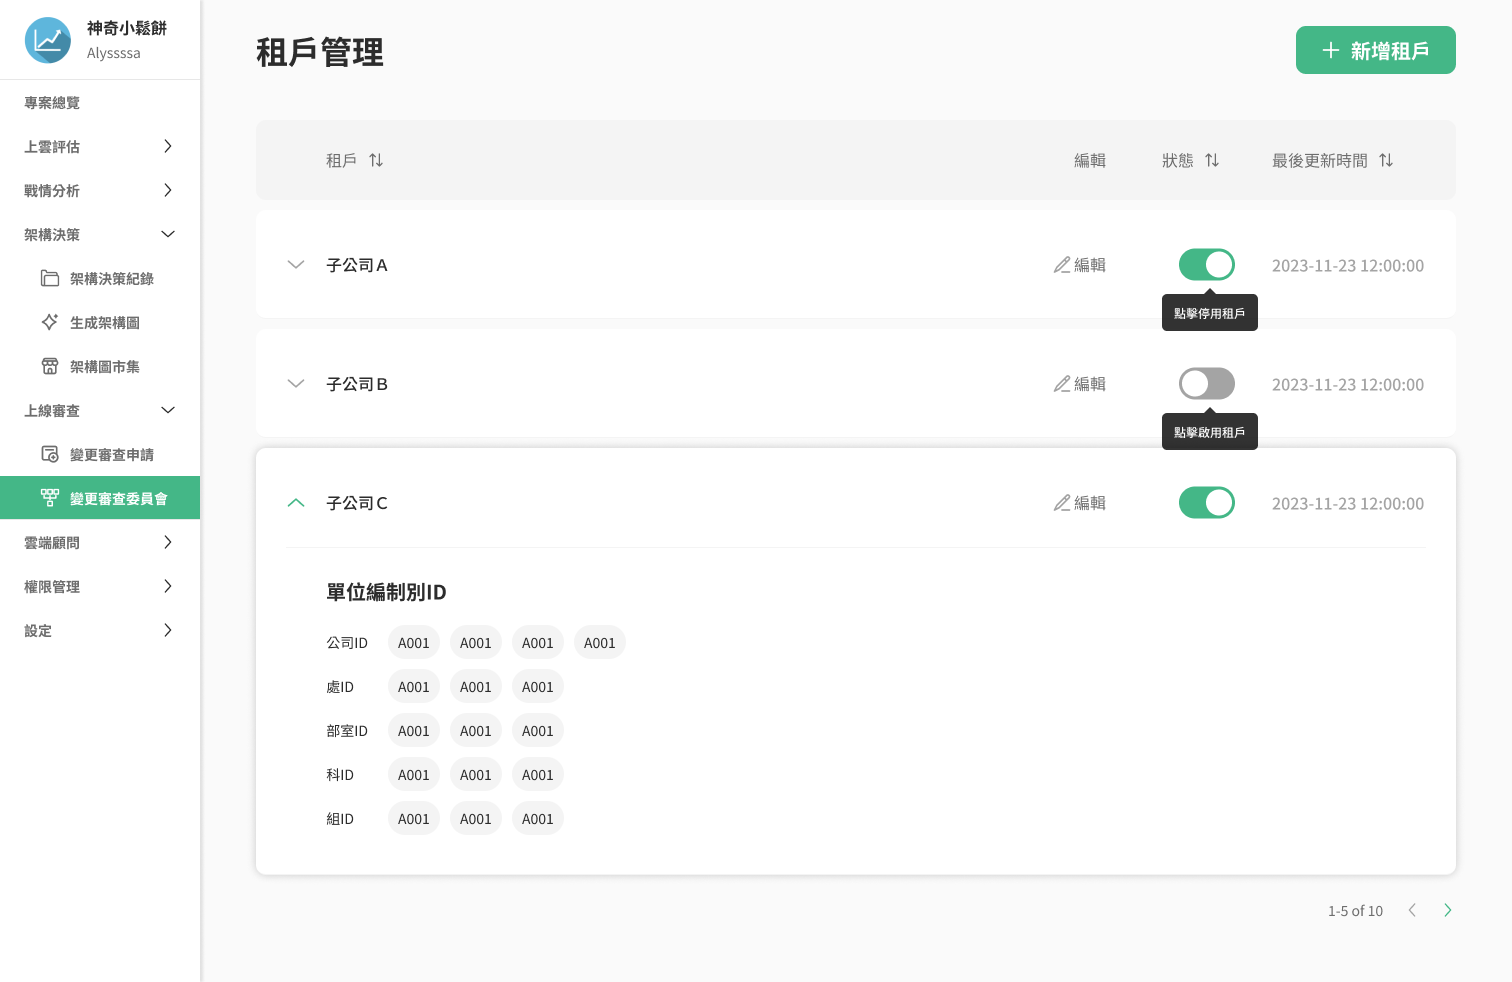 神奇小鬆餅
Alyssssa
專案總覽
上雲評估
戰情分析
架構決策
架構決策紀錄
生成架構圖
架構圖市集
上線審查
變更審查申請
變更審查委員會
雲端顧問
權限管理
設定
租戶管理
新增租戶
租戶 編輯 狀態 最後更新時間
子公司A 編輯 2023-11-23 12:00:00
點擊停用租戶
子公司B 編輯 2023-11-23 12:00:00
點擊啟用租戶
子公司C 編輯 2023-11-23 12:00:00
單位編制別ID
公司ID A001 A001 A001 A001
處ID A001 A001 A001
部室ID A001 A001 A001
科ID A001 A001 A001
組ID A001 A001 A001
1-5 of 10